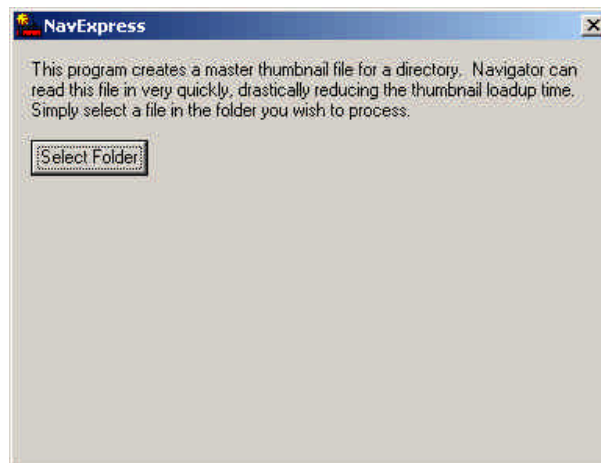 NavExpress
This program creates a master thumbnail file for a directory. Navigator can
read this file in very quickly, drastically reducing the thumbnail loadup time.
Simply select a file in the folder you wish to process.
Select Folder